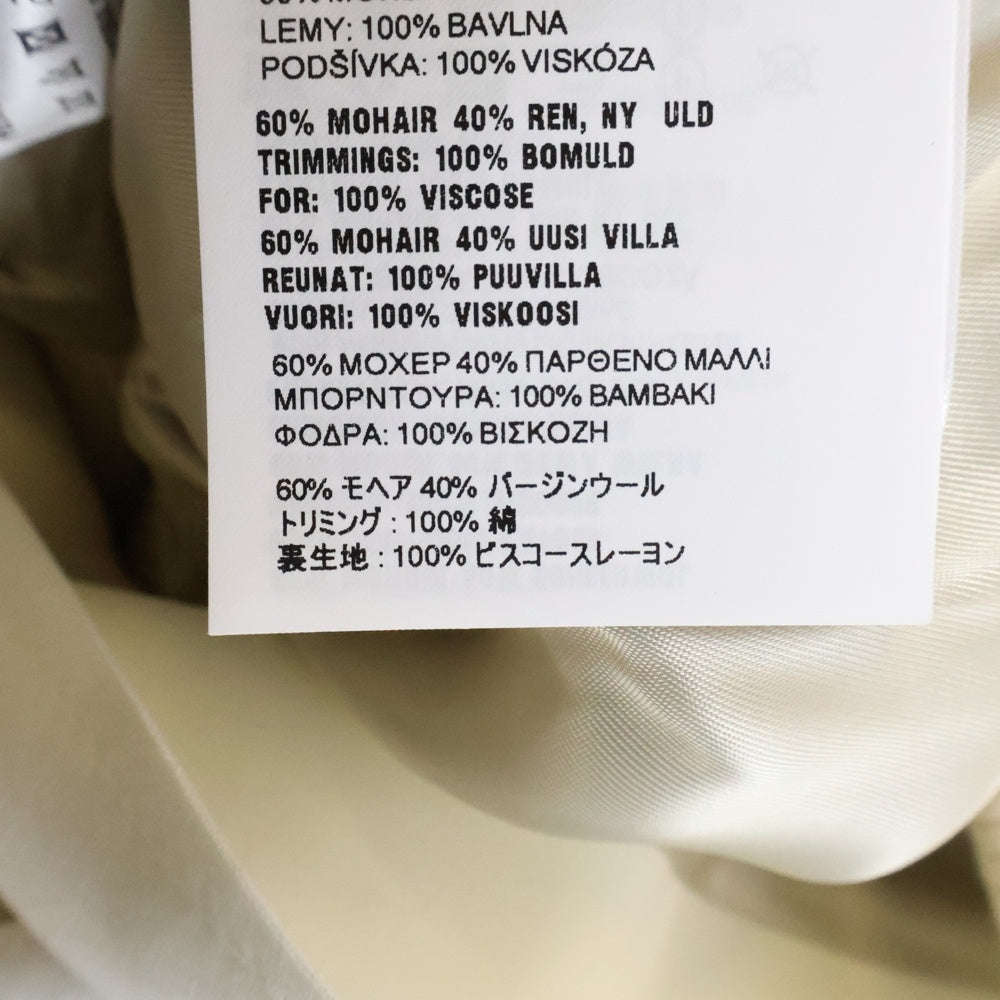 LEMY: 100% BAVLNA
PODŠÍVKA: 100% VISKÓZA
60% MOHAIR 40% REN, NY ULD
TRIMMINGS: 100% BOMULD
FOR: 100% VISCOSE
60% MOHAIR 40% UUSI VILLA
REUNAT: 100% PUUVILLA
VUORI: 100% VISKOOSI
60% ΜΟΧΕΡ 40% ΠΑΡΘΕΝΟ ΜΑΛΛΙ
ΜΠΟΡΝΤΟΥΡΑ: 100% ΒΑΜΒΑΚΙ
ΦΟΔΡΑ: 100% ΒΙΣΚΟΖΗ
60% モヘア 40% バージンウール
トリミング : 100% 綿
裏生地 : 100% ビスコースレーヨン